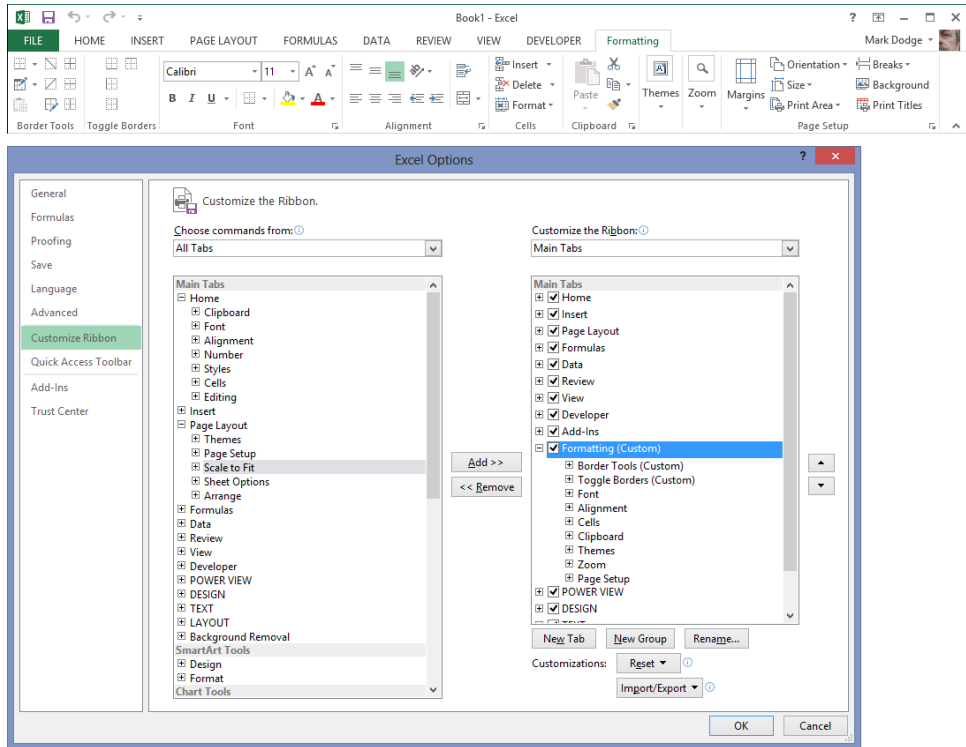 Book1 - Excel
FILE HOME INSERT PAGE LAYOUT FORMULAS DATA REVIEW VIEW DEVELOPER Formatting Mark Dodge
Calibri 11 A A Insert Orientation Breaks
Delete Paste Themes Zoom Margins Size Background
B I U A Format Print Area Print Titles
Border Tools Toggle Borders Font Alignment Cells Clipboard Page Setup
Excel Options
General
Formulas
Proofing
Save
Language
Advanced
Customize Ribbon
Quick Access Toolbar
Add-Ins
Trust Center
Customize the Ribbon.
Choose commands from:
All Tabs
Main Tabs
Home
Clipboard
Font
Alignment
Number
Styles
Cells
Editing
Insert
Page Layout
Themes
Page Setup
Scale to Fit
Sheet Options
Arrange
Formulas
Data
Review
View
Developer
POWER VIEW
DESIGN
TEXT
LAYOUT
Background Removal
SmartArt Tools
Design
Format
Chart Tools
Add >>
<< Remove
Customize the Ribbon:
Main Tabs
Main Tabs
Home
Insert
Page Layout
Formulas
Data
Review
View
Developer
Add-Ins
Formatting (Custom)
Border Tools (Custom)
Toggle Borders (Custom)
Font
Alignment
Cells
Clipboard
Themes
Zoom
Page Setup
POWER VIEW
DESIGN
New Tab New Group Rename...
Customizations: Reset
Import/Export
OK Cancel